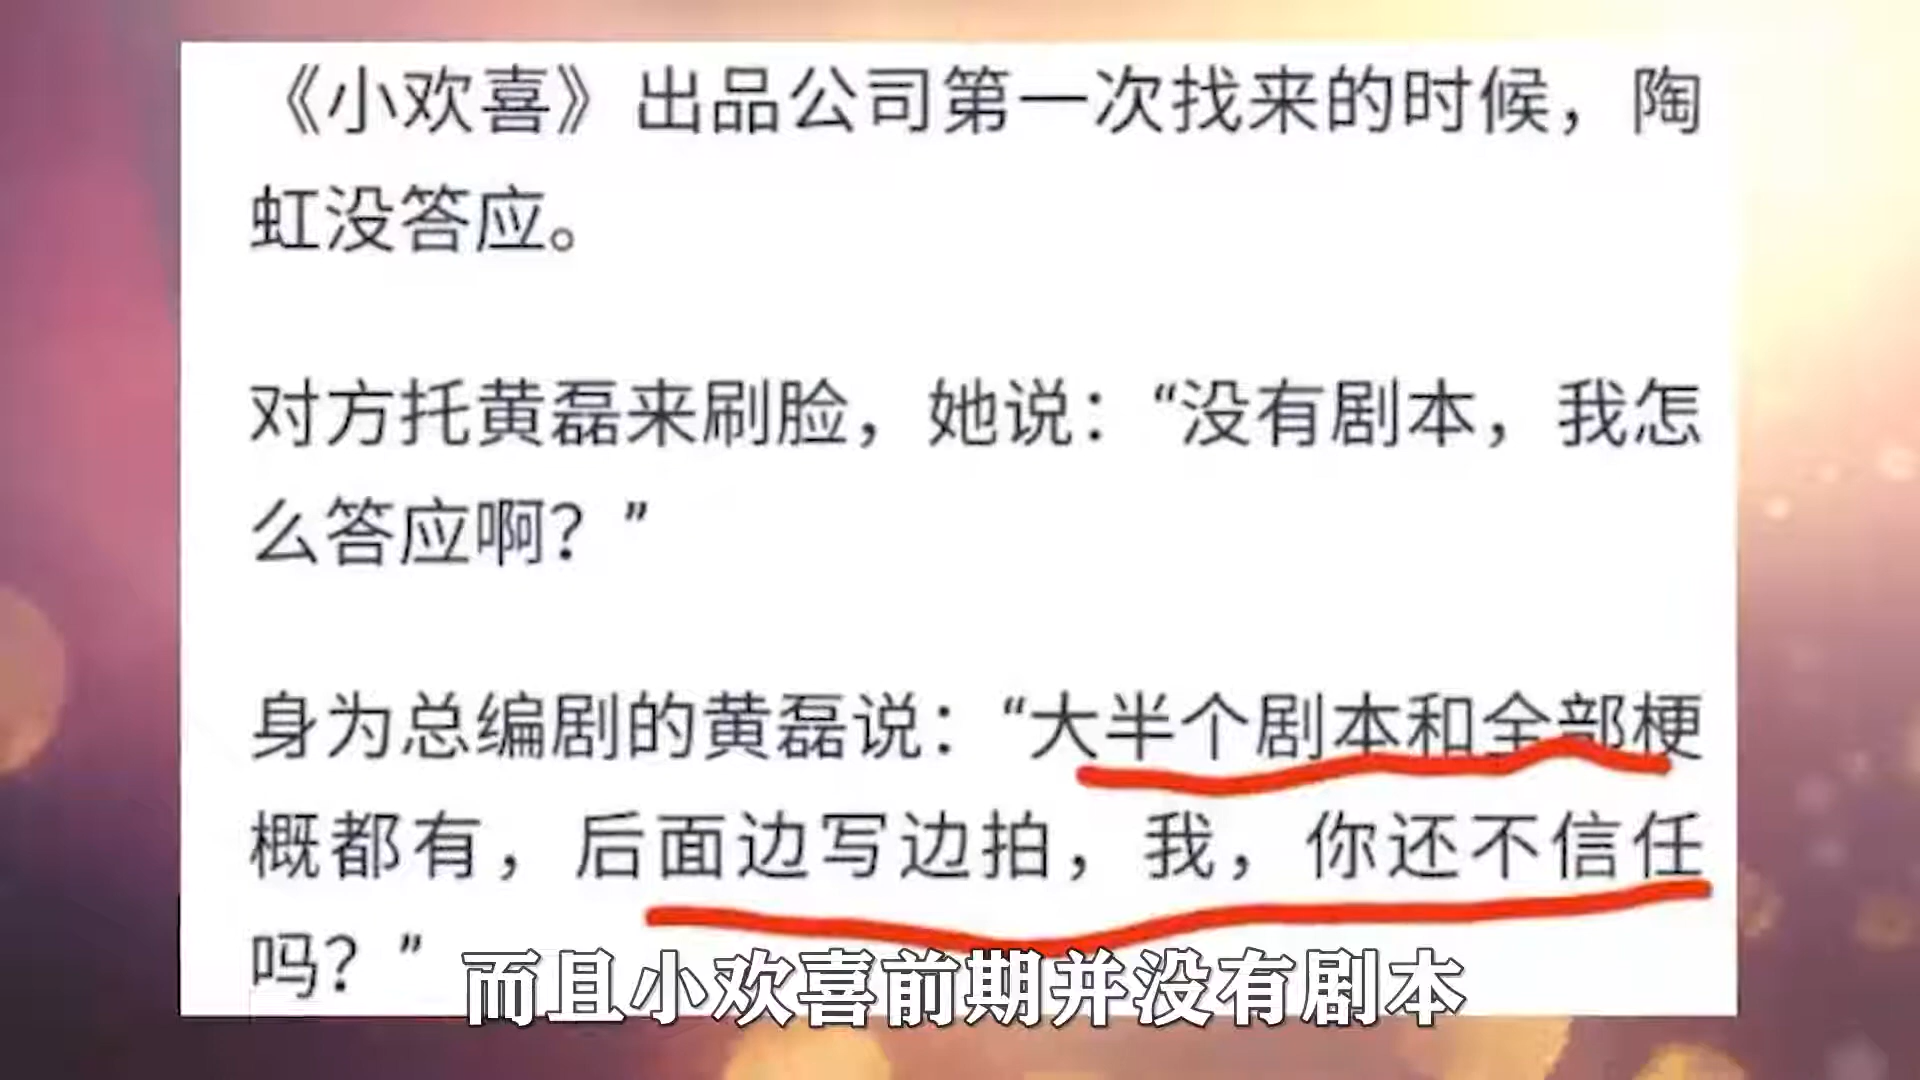 《小欢喜》出品公司第一次找来的时候，陶
虹没答应。
对方托黄磊来刷脸，她说：“没有剧本，我怎
么答应啊？”
身为总编剧的黄磊说：“大半个剧本和全部梗
概都有，后面边写边拍，我，你还不信任
吗？”
而且小欢喜前期并没有剧本